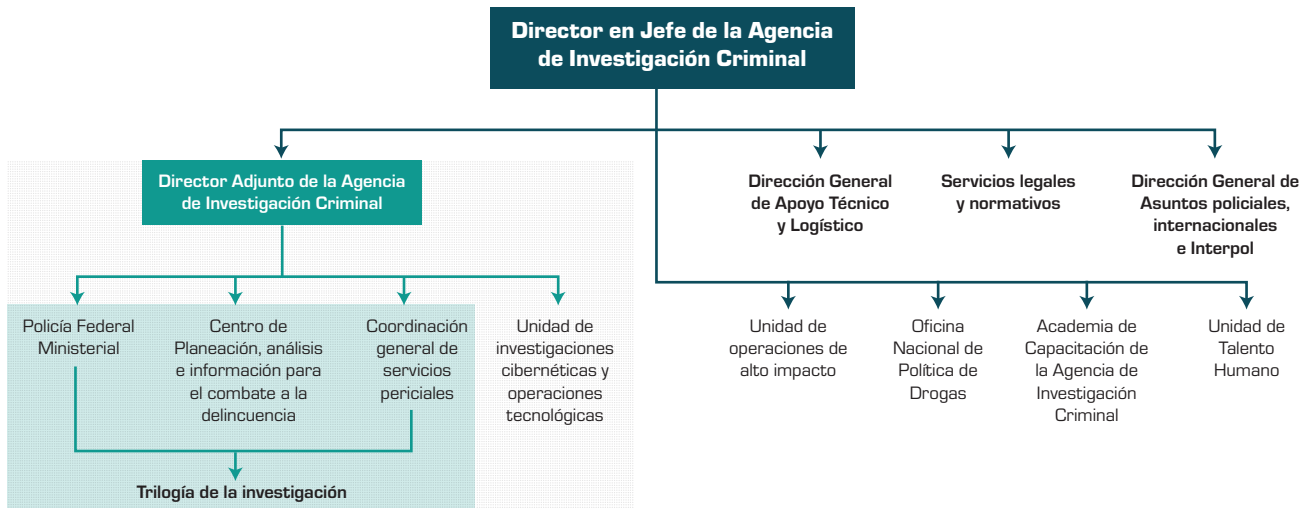 Director en Jefe de la Agencia
de Investigación Criminal
Director Adjunto de la Agencia
de Investigación Criminal
Dirección General
de Apoyo Técnico
y Logístico
Servicios legales
y normativos
Dirección General de
Asuntos policiales,
internacionales
e Interpol
Policía Federal
Ministerial
Centro de
Planeación, análisis
e información para
el combate a la
delincuencia
Coordinación
general de
servicios
periciales
Unidad de
investigaciones
cibernéticas y
operaciones
tecnológicas
Unidad de
operaciones de
alto impacto
Oficina
Nacional de
Política de
Drogas
Academia de
Capacitación de
la Agencia de
Investigación
Criminal
Unidad de
Talento
Humano
Trilogía de la investigación